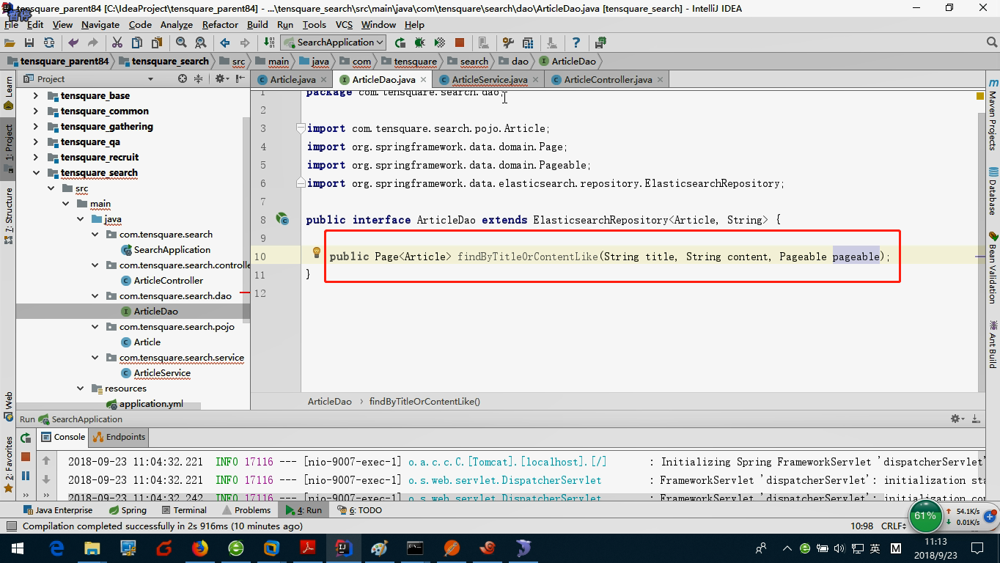 tensquare_parent84 [C:\IdeaProject\tensquare_parent84] - ...\tensquare_search\src\main\java\com\tensquare\search\dao\ArticleDao.java [tensquare_search] - IntelliJ IDEA
暂停
File Edit View Navigate Code Analyze Refactor Build Run Tools VCS Window Help
SearchApplication
tensquare_parent84 tensquare_search src main java com tensquare search dao ArticleDao
Project
Article.java ArticleDao.java ArticleService.java ArticleController.java
Learn
1: Project
7: Structure
Web
2: Favorites
tensquare_base
tensquare_common
tensquare_gathering
tensquare_qa
tensquare_recruit
tensquare_search
src
main
java
com.tensquare.search
SearchApplication
com.tensquare.search.controlle
ArticleController
com.tensquare.search.dao
ArticleDao
com.tensquare.search.pojo
Article
com.tensquare.search.service
ArticleService
resources
application.yml
1 package com.tensquare.search.dao;
2
3 import com.tensquare.search.pojo.Article;
4 import org.springframework.data.domain.Page;
5 import org.springframework.data.domain.Pageable;
6 import org.springframework.data.elasticsearch.repository.ElasticsearchRepository;
7
8 public interface ArticleDao extends ElasticsearchRepository<Article, String> {
9
10 public Page<Article> findByTitleOrContentLike(String title, String content, Pageable pageable);
11 }
12
ArticleDao > findByTitleOrContentLike()
Maven Projects
Database
Bean Validation
Ant Build
Run SearchApplication
Console Endpoints
2018-09-23 11:04:32.221 INFO 17116 --- [nio-9007-exec-1] o.a.c.c.C.[Tomcat].[localhost].[/] : Initializing Spring FrameworkServlet 'dispatcherServlet'
2018-09-23 11:04:32.221 INFO 17116 --- [nio-9007-exec-1] o.s.web.servlet.DispatcherServlet : FrameworkServlet 'dispatcherServlet': initialization sta
2018-09-23 11:04:32.242 INFO 17116 --- [nio-9007-exec-1] o.s.web.servlet.DispatcherServlet : FrameworkServlet 'dispatcherServlet': initialization com
Java Enterprise Spring Terminal Problems 4: Run 6: TODO
Compilation completed successfully in 2s 916ms (10 minutes ago)
10:98 CRLF
61%
54.1K/s
0.01K/s
英 M
11:13
2018/9/23